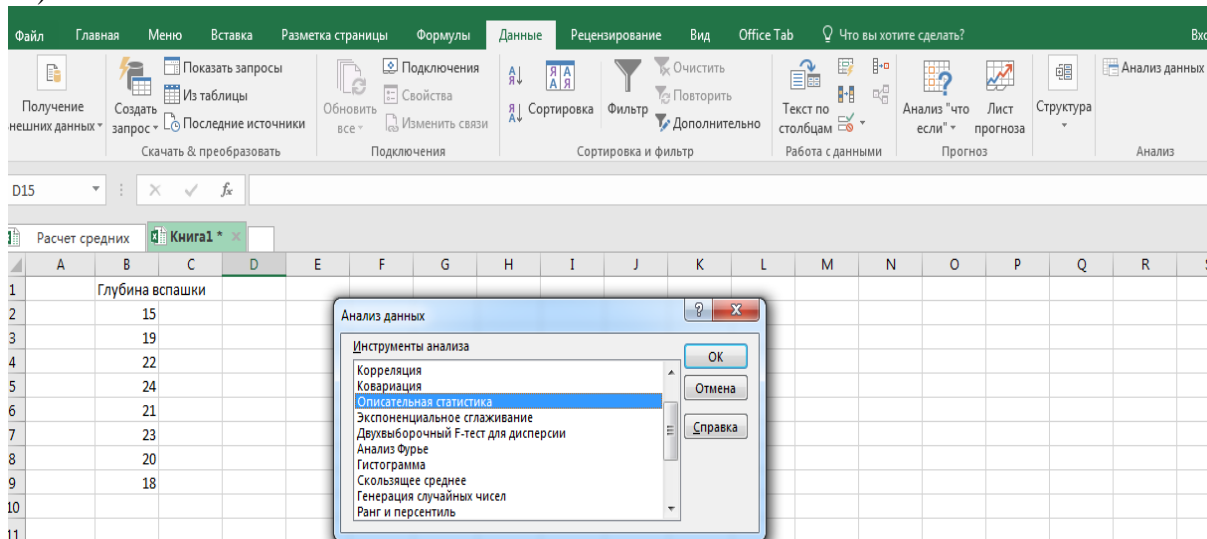 Файл Главная Меню Вставка Разметка страницы Формулы Данные Рецензирование Вид Office Tab Что вы хотите сделать?
Получение
внешних данных
Создать
запрос
Показать запросы
Из таблицы
Последние источники
Скачать & преобразовать
Обновить
все
Подключения
Свойства
Изменить связи
Подключения
Сортировка
Фильтр
Очистить
Повторить
Дополнительно
Сортировка и фильтр
Текст по
столбцам
Работа с данными
Анализ "что
если"
Лист
прогноза
Прогноз
Структура
Анализ данных
Анализ
D15 fx
Расчет средних Книга1 *
A B C D E F G H I J K L M N O P Q R
1 Глубина вспашки
2 15
3 19
4 22
5 24
6 21
7 23
8 20
9 18
10
11
Анализ данных
Инструменты анализа
Корреляция
Ковариация
Описательная статистика
Экспоненциальное сглаживание
Двухвыборочный F-тест для дисперсии
Анализ Фурье
Гистограмма
Скользящее среднее
Генерация случайных чисел
Ранг и персентиль
ОК
Отмена
Справка